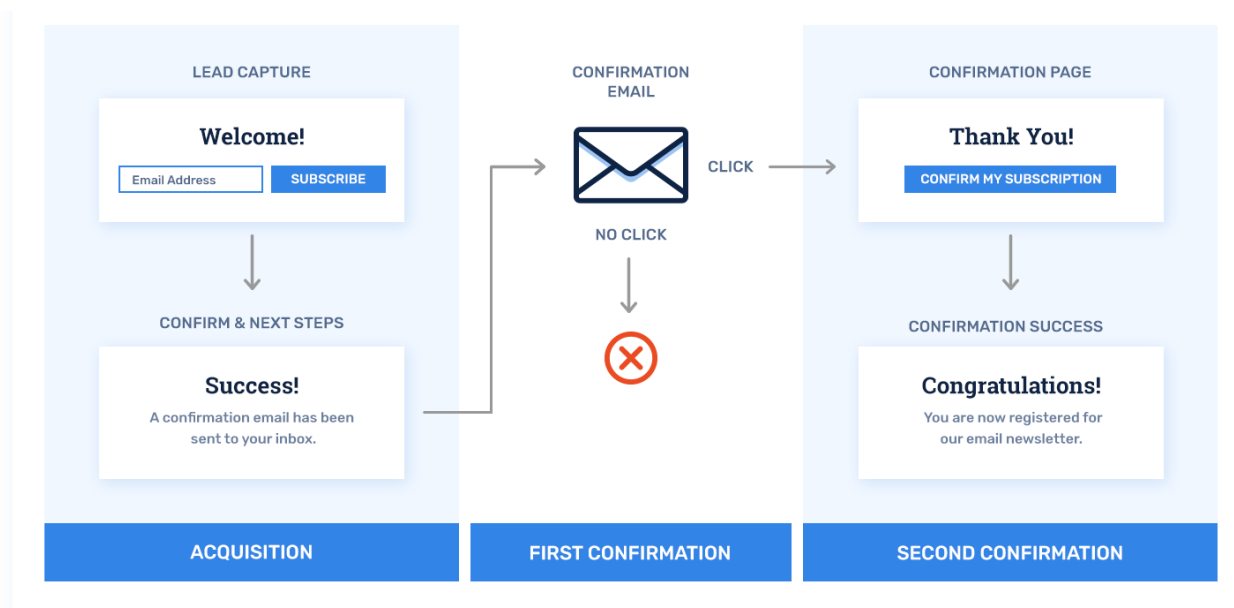 LEAD CAPTURE
Welcome!
Email Address
SUBSCRIBE
CONFIRM & NEXT STEPS
Success!
A confirmation email has been
sent to your inbox.
ACQUISITION
CONFIRMATION
EMAIL
CLICK
NO CLICK
FIRST CONFIRMATION
CONFIRMATION PAGE
Thank You!
CONFIRM MY SUBSCRIPTION
CONFIRMATION SUCCESS
Congratulations!
You are now registered for
our email newsletter.
SECOND CONFIRMATION